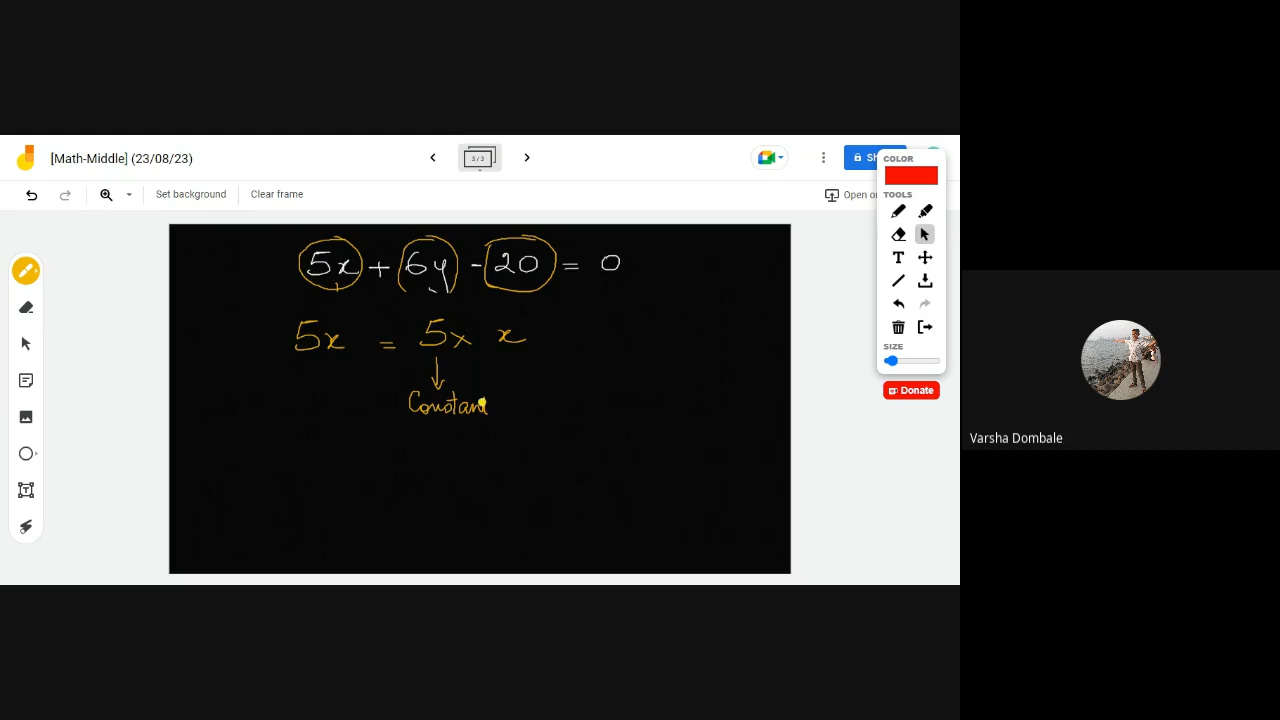 [Math-Middle] (23/08/23)
3/3
Sh
COLOR
Set background
Clear frame
Open o
TOOLS
5x + 6y - 20 = 0
5x = 5 x x
Constant
SIZE
Donate
Varsha Dombale